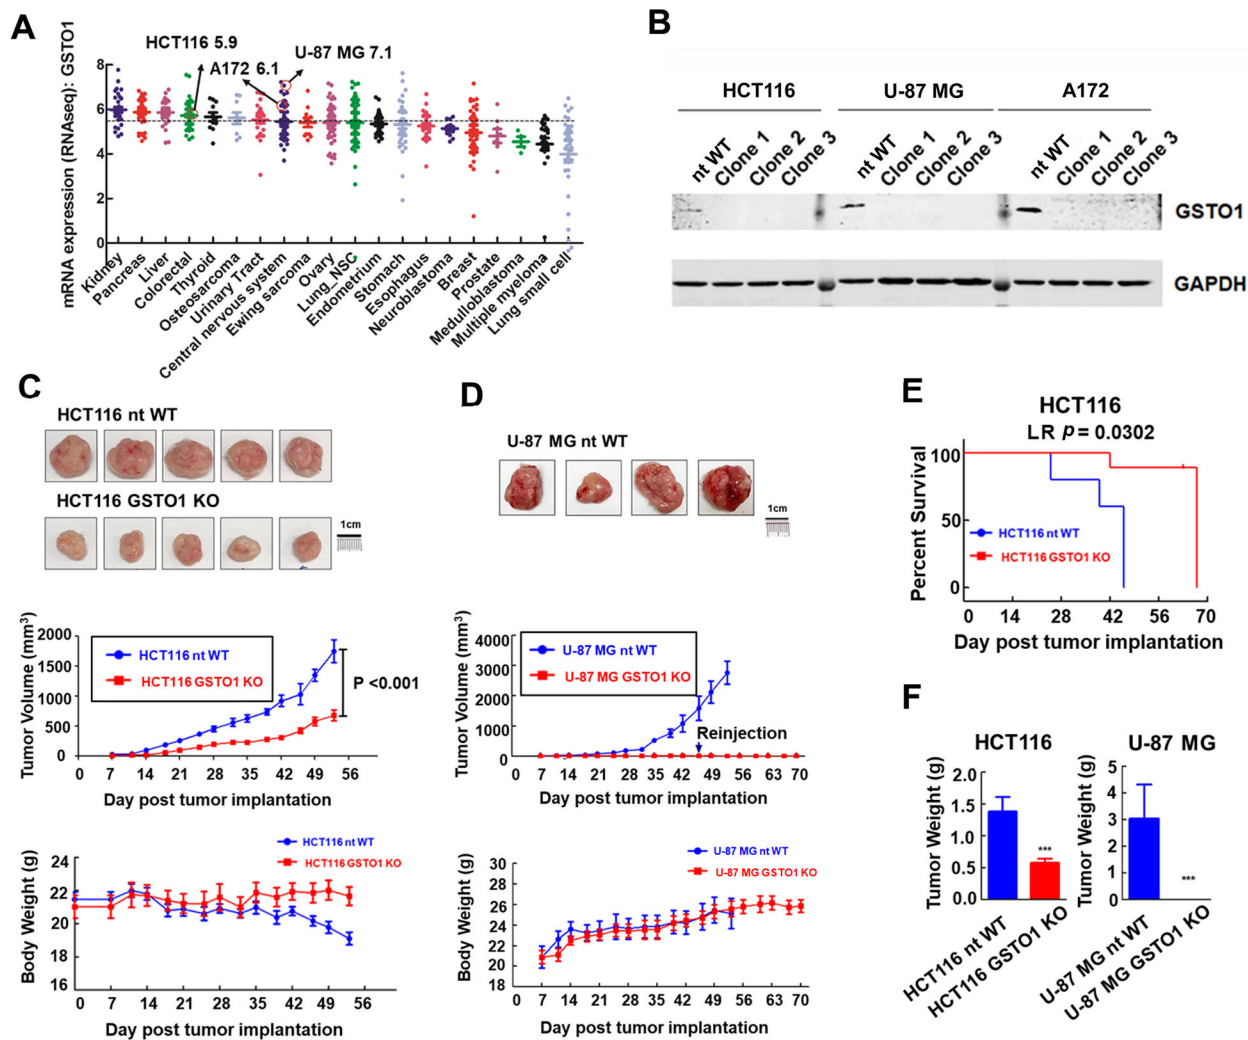 A
mRNA expression (RNAseq): GSTO1
HCT116 5.9
A172 6.1
U-87 MG 7.1
8
6
4
2
0
Kidney
Pancreas
Liver
Colorectal
Thyroid
Osteosarcoma
Urinary Tract
Central nervous system
Ewing sarcoma
Ovary
Lung_NSC
Endometrium
Stomach
Esophagus
Neuroblastoma
Breast
Prostate
Medulloblastoma
Multiple myeloma
Lung small cell
B
HCT116 U-87 MG A172
nt WT Clone 1 Clone 2 Clone 3 nt WT Clone 1 Clone 2 Clone 3 nt WT Clone 1 Clone 2 Clone 3
GSTO1
GAPDH
C
HCT116 nt WT
HCT116 GSTO1 KO
1cm
Tumor Volume (mm³)
2000
1500
1000
500
0
HCT116 nt WT
HCT116 GSTO1 KO
P <0.001
0 7 14 21 28 35 42 49 56
Day post tumor implantation
Body Weight (g)
24
22
20
18
16
HCT116 nt WT
HCT116 GSTO1 KO
0 7 14 21 28 35 42 49 56
Day post tumor implantation
D
U-87 MG nt WT
1cm
Tumor Volume (mm³)
4000
3000
2000
1000
0
U-87 MG nt WT
U-87 MG GSTO1 KO
Reinjection
0 7 14 21 28 35 42 49 56 63 70
Day post tumor implantation
Body Weight (g)
30
28
26
24
22
20
18
16
U-87 MG nt WT
U-87 MG GSTO1 KO
0 7 14 21 28 35 42 49 56 63 70
Day post tumor implantation
E
HCT116
LR p = 0.0302
Percent Survival
100
50
0
HCT116 nt WT
HCT116 GSTO1 KO
0 14 28 42 56 70
Day post tumor implantation
F
HCT116
Tumor Weight (g)
2.0
1.5
1.0
0.5
0.0
***
HCT116 nt WT
HCT116 GSTO1 KO
U-87 MG
Tumor Weight (g)
5
4
3
2
1
0
***
U-87 MG nt WT
U-87 MG GSTO1 KO